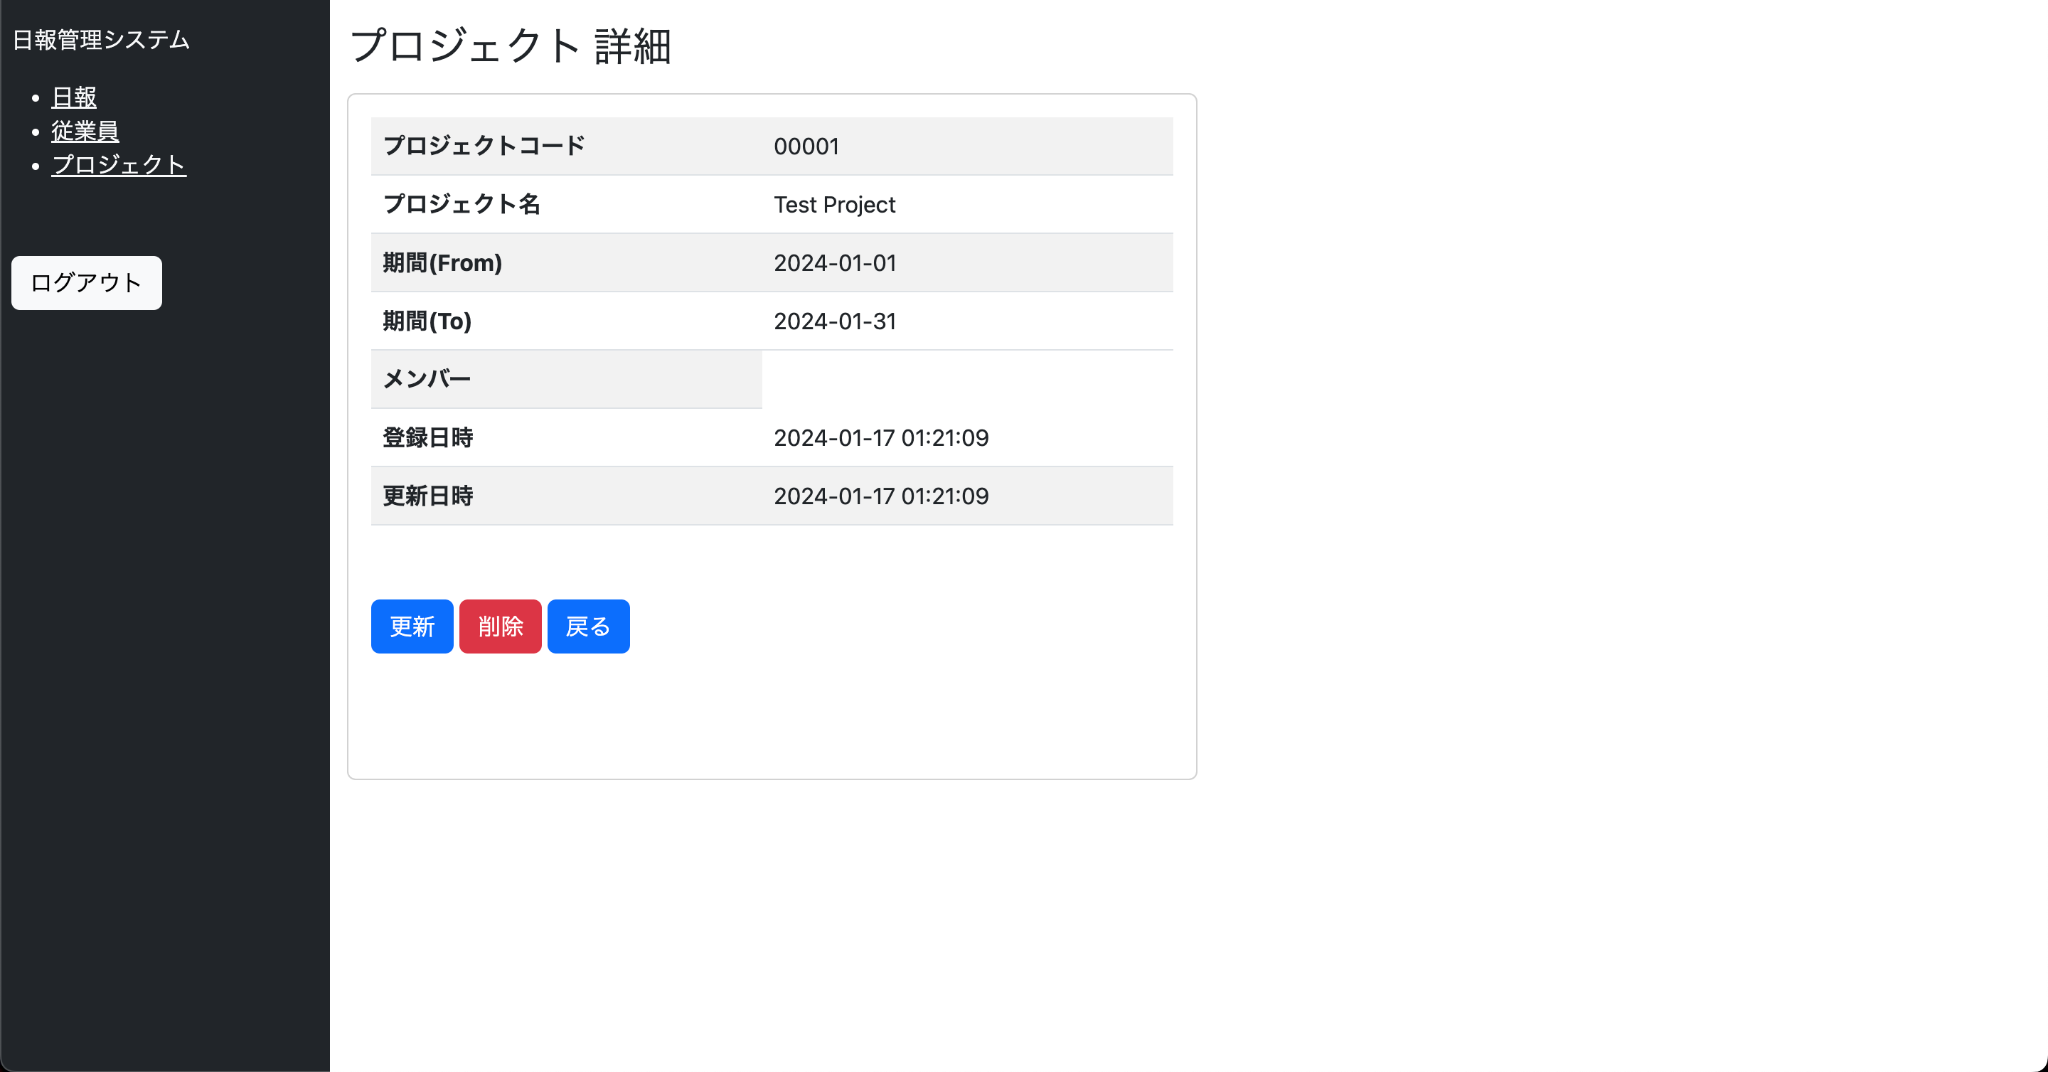 日報管理システム
日報
従業員
プロジェクト
ログアウト
プロジェクト 詳細
プロジェクトコード 00001
プロジェクト名 Test Project
期間(From) 2024-01-01
期間(To) 2024-01-31
メンバー
登録日時 2024-01-17 01:21:09
更新日時 2024-01-17 01:21:09
更新 削除 戻る